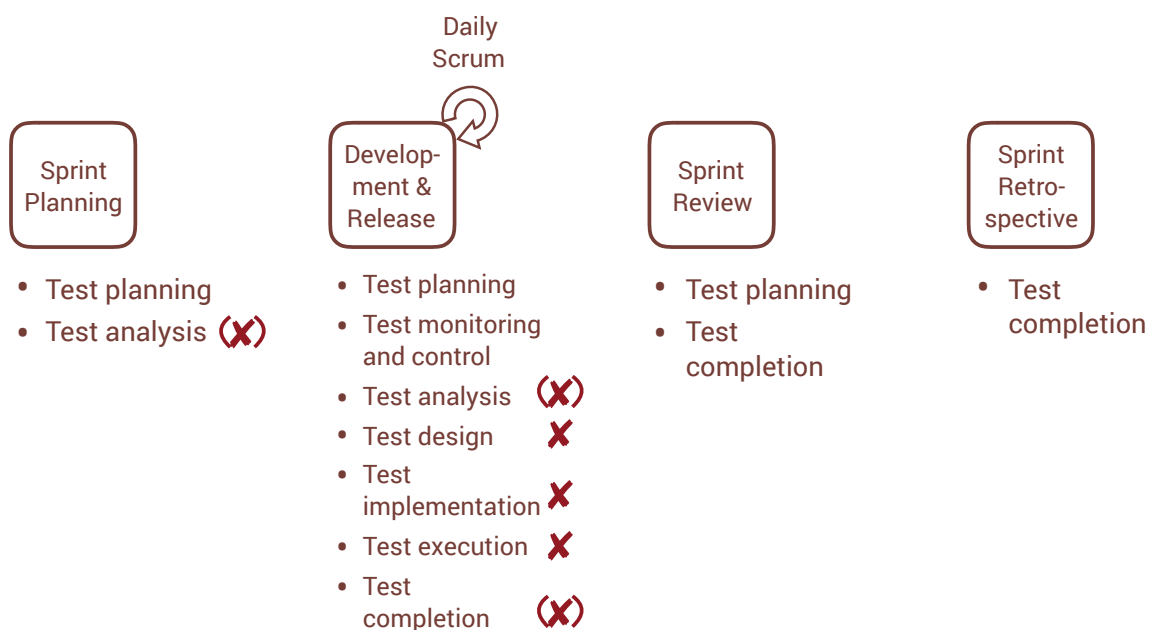 Daily
Scrum
Sprint
Planning
Develop-
ment &
Release
Sprint
Review
Sprint
Retro-
spective
• Test planning
• Test analysis (✘)
• Test planning
• Test monitoring
and control
• Test analysis (✘)
• Test design ✘
• Test
implementation ✘
• Test execution ✘
• Test
completion (✘)
• Test planning
• Test
completion
• Test
completion